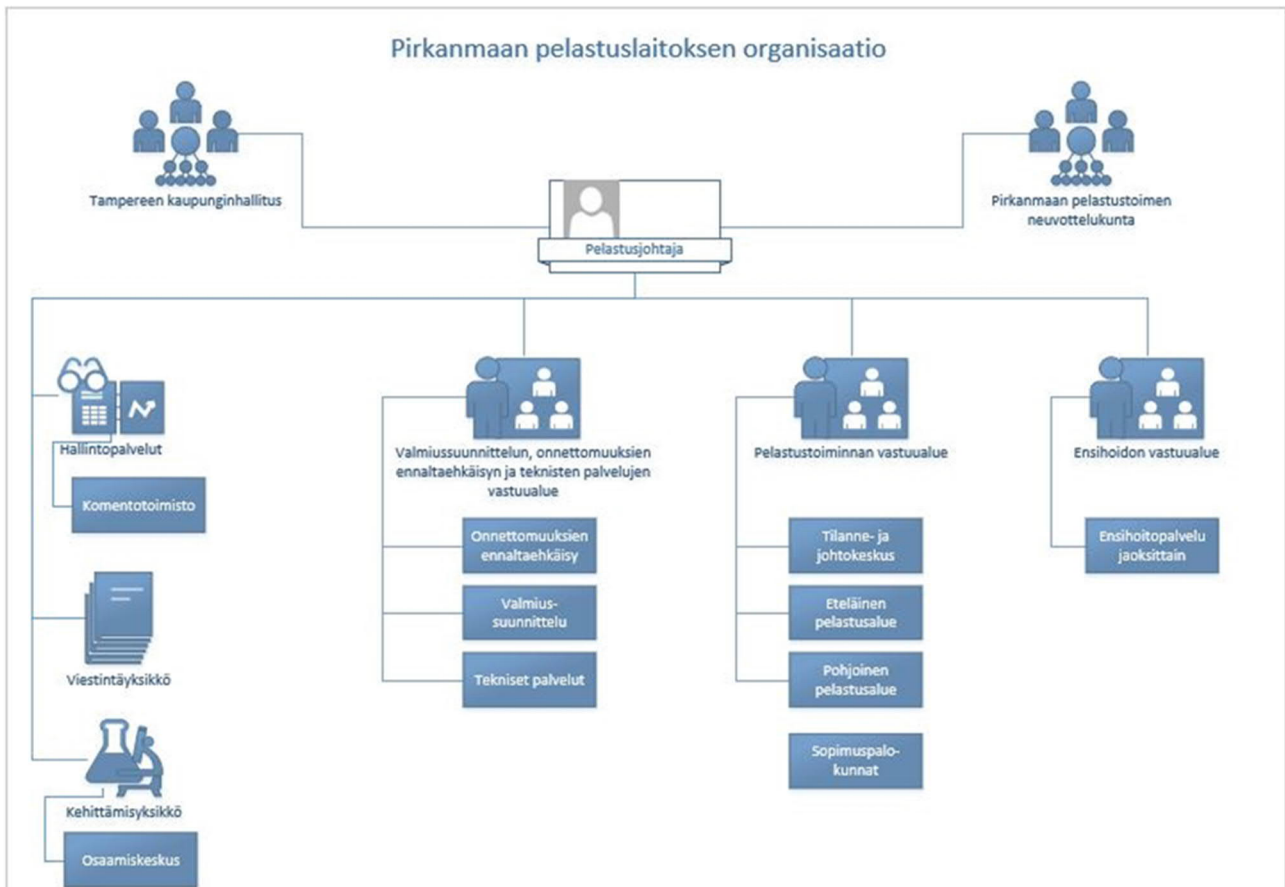 Pirkanmaan pelastuslaitoksen organisaatio
Tampereen kaupunginhallitus
Pirkanmaan pelastustoimen
neuvottelukunta
Pelastusjohtaja
Hallintopalvelut
Komentotoimisto
Viestintäyksikkö
Kehittämisyksikkö
Osaamiskeskus
Valmiussuunnittelun, onnettomuuksien
ennaltaehkäisyn ja teknisten palvelujen
vastuualue
Onnettomuuksien
ennaltaehkäisy
Valmius-
suunnittelu
Tekniset palvelut
Pelastustoiminnan vastuualue
Tilanne- ja
johtokeskus
Eteläinen
pelastusalue
Pohjoinen
pelastusalue
Sopimuspalo-
kunnat
Ensihoidon vastuualue
Ensihoitopalvelu
jaoksittain